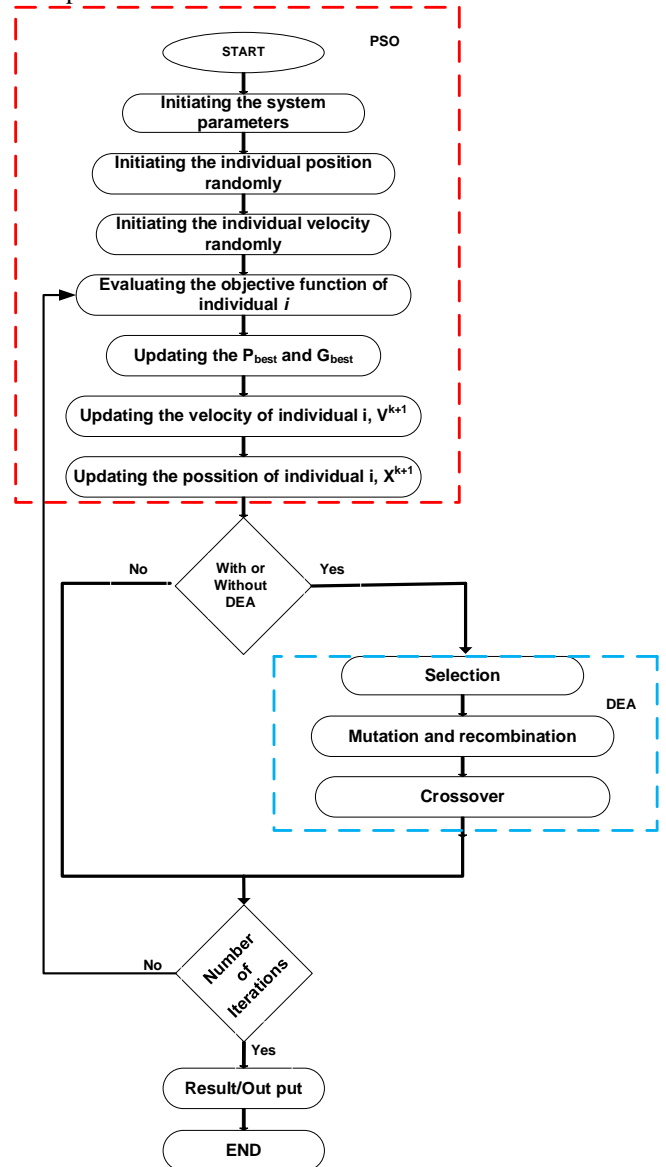 PSO
START
Initiating the system
parameters
Initiating the individual position
randomly
Initiating the individual velocity
randomly
Evaluating the objective function of
individual i
Updating the Pbest and Gbest
Updating the velocity of individual i, V^k+1
Updating the possition of individual i, X^k+1
With or
Without
DEA
No
Yes
Selection
DEA
Mutation and recombination
Crossover
Number
of
Iterations
No
Yes
Result/Out put
END